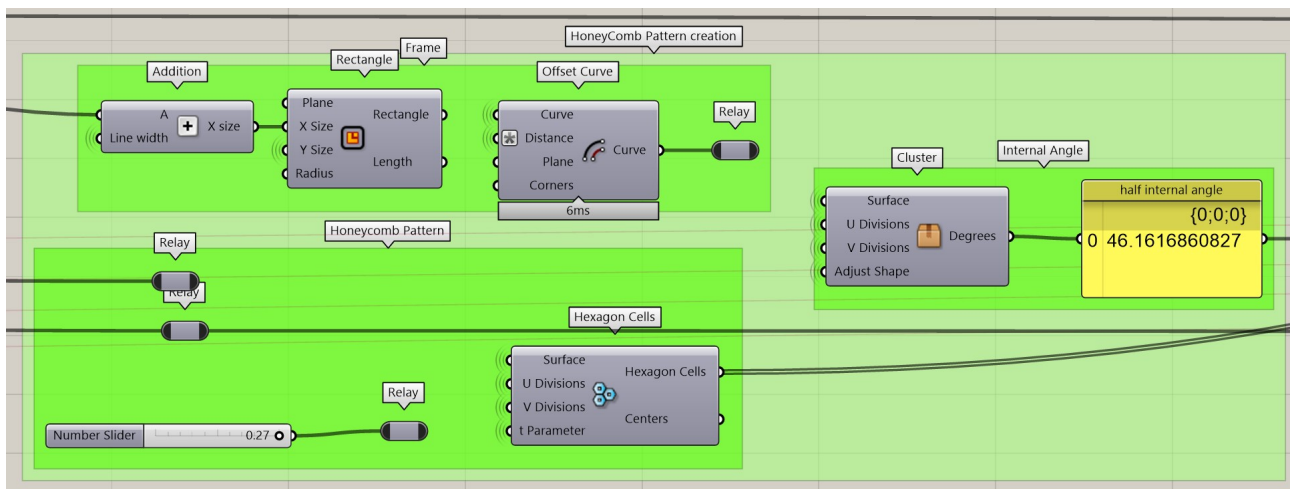 HoneyComb Pattern creation
Frame
Rectangle
Addition
Offset Curve
A
Line width
X size
Plane
X Size
Y Size
Radius
Rectangle
Length
Curve
Distance
Plane
Corners
Curve
6ms
Relay
Internal Angle
Cluster
Surface
U Divisions
V Divisions
Adjust Shape
Degrees
half internal angle
{0;0;0}
0 46.1616860827
Honeycomb Pattern
Relay
Relay
Hexagon Cells
Surface
U Divisions
V Divisions
t Parameter
Hexagon Cells
Centers
Relay
Number Slider
0.27